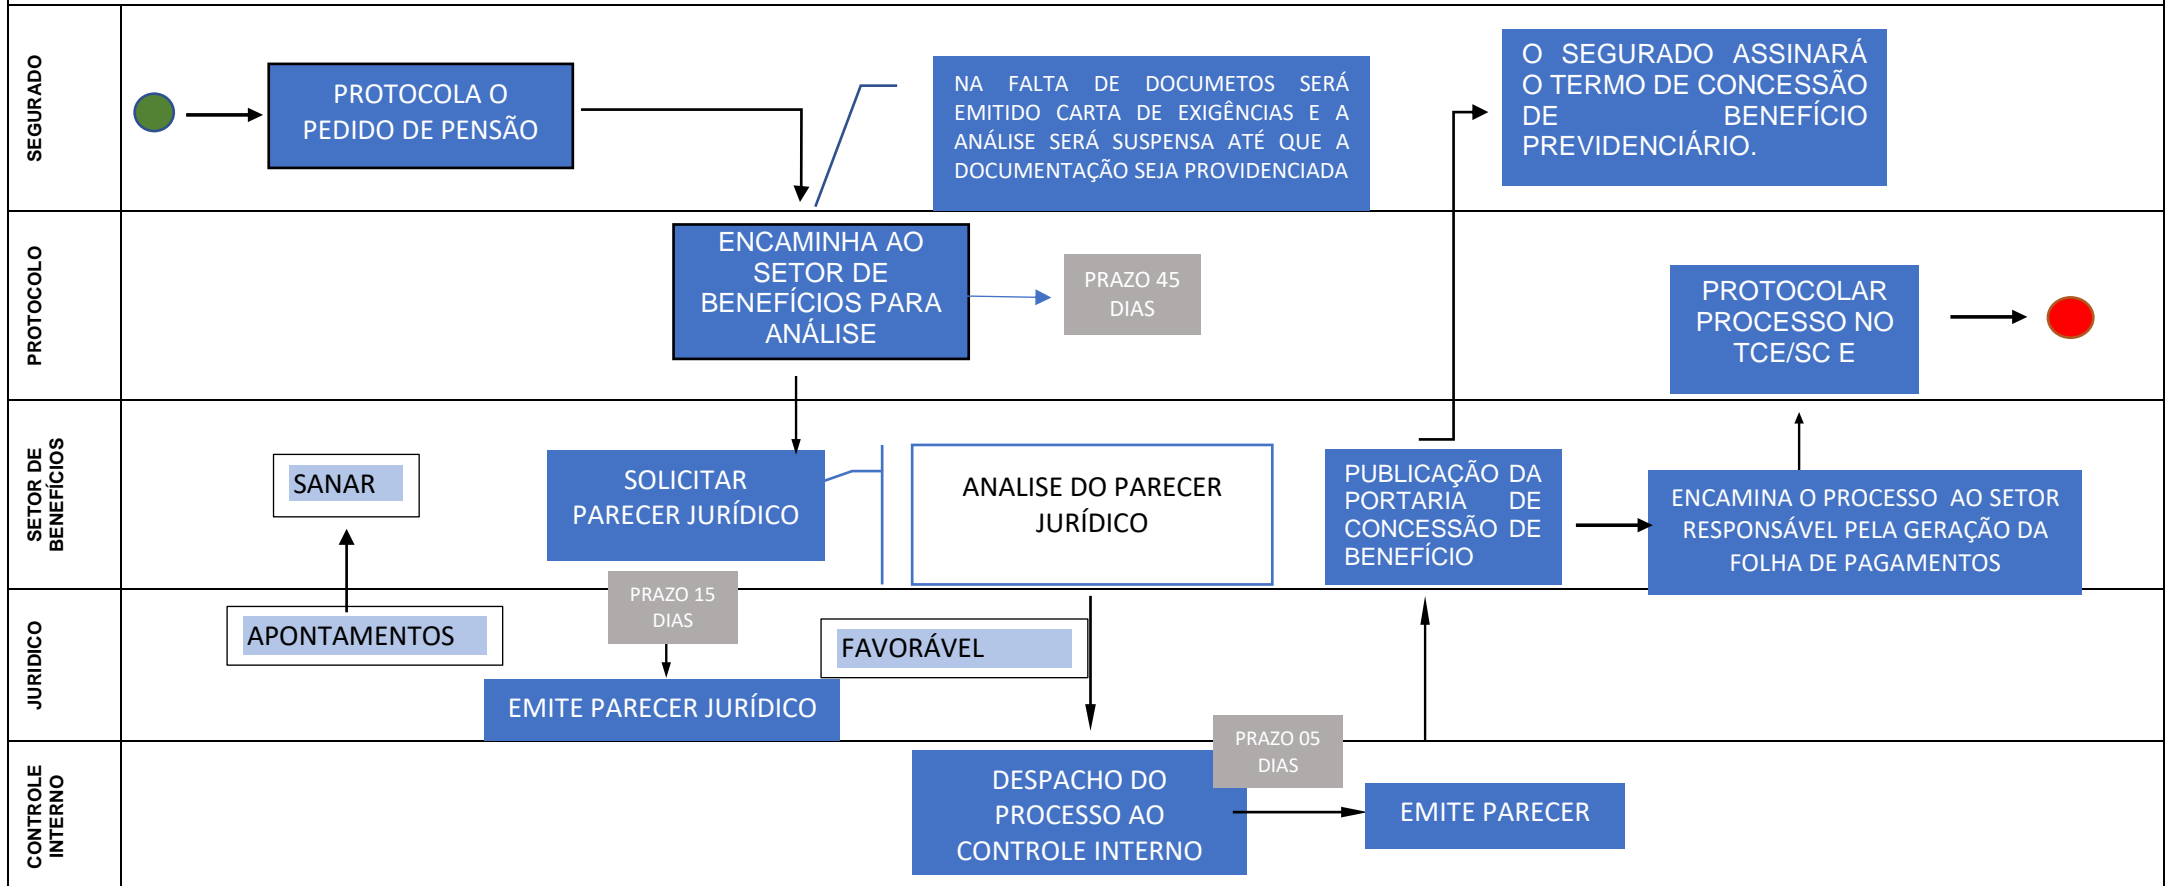 SEGURADO
PROTOCOLA O
PEDIDO DE PENSÃO
NA FALTA DE DOCUMETOS SERÁ
EMITIDO CARTA DE EXIGÊNCIAS E A
ANÁLISE SERÁ SUSPENSA ATÉ QUE A
DOCUMENTAÇÃO SEJA PROVIDENCIADA
O SEGURADO ASSINARÁ
O TERMO DE CONCESSÃO
DE BENEFÍCIO
PREVIDENCIÁRIO.
PROTOCOLO
ENCAMINHA AO
SETOR DE
BENEFÍCIOS PARA
ANÁLISE
PRAZO 45
DIAS
PROTOCOLAR
PROCESSO NO
TCE/SC E
SETOR DE
BENEFÍCIOS
SANAR
SOLICITAR
PARECER JURÍDICO
ANALISE DO PARECER
JURÍDICO
PUBLICAÇÃO DA
PORTARIA DE
CONCESSÃO DE
BENEFÍCIO
ENCAMINA O PROCESSO AO SETOR
RESPONSÁVEL PELA GERAÇÃO DA
FOLHA DE PAGAMENTOS
JURIDICO
APONTAMENTOS
PRAZO 15
DIAS
EMITE PARECER JURÍDICO
FAVORÁVEL
CONTROLE
INTERNO
DESPACHO DO
PROCESSO AO
CONTROLE INTERNO
PRAZO 05
DIAS
EMITE PARECER